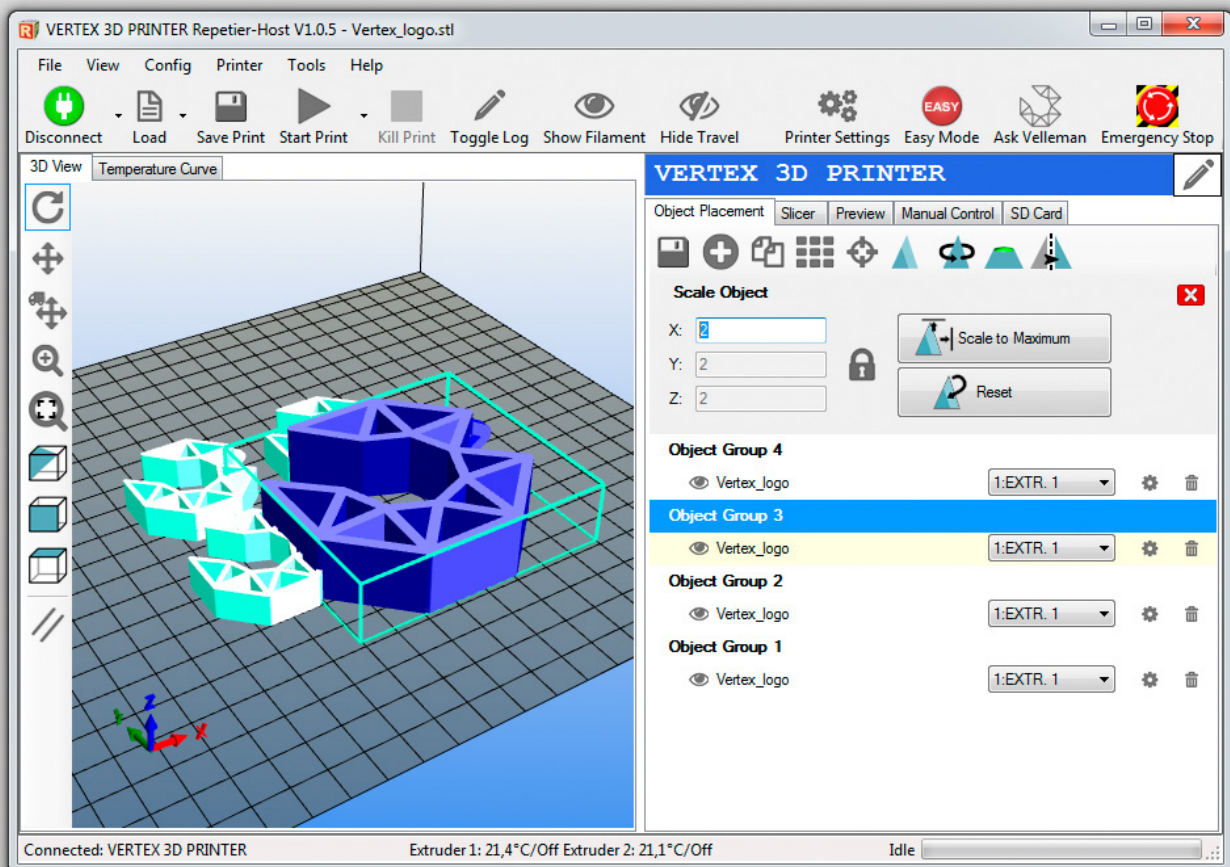 VERTEX 3D PRINTER Repetier-Host V1.0.5 - Vertex_logo.stl
File View Config Printer Tools Help
EASY
Disconnect Load Save Print Start Print Kill Print Toggle Log Show Filament Hide Travel Printer Settings Easy Mode Ask Velleman Emergency Stop
3D View Temperature Curve
VERTEX 3D PRINTER
Object Placement Slicer Preview Manual Control SD Card
Scale Object
X: 2
Scale to Maximum
Y: 2
Z: 2
Reset
Object Group 4
Vertex_logo 1:EXTR. 1
Object Group 3
Vertex_logo 1:EXTR. 1
Object Group 2
Vertex_logo 1:EXTR. 1
Object Group 1
Vertex_logo 1:EXTR. 1
Z
Y
X
Connected: VERTEX 3D PRINTER Extruder 1: 21,4°C/Off Extruder 2: 21,1°C/Off Idle